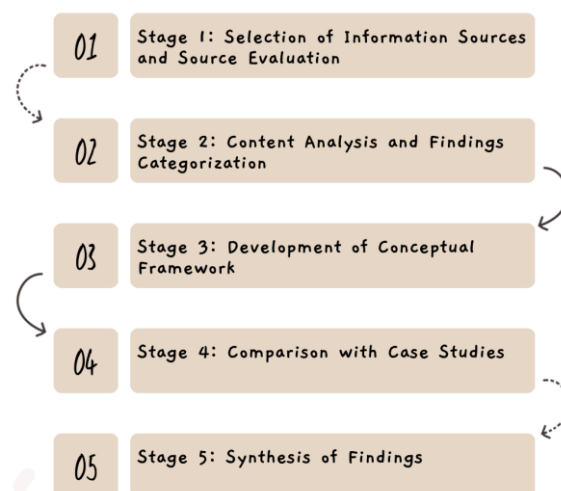 01
Stage 1: Selection of Information Sources
and Source Evaluation
02
Stage 2: Content Analysis and Findings
Categorization
03
Stage 3: Development of Conceptual
Framework
04
Stage 4: Comparison with Case Studies
05
Stage 5: Synthesis of Findings